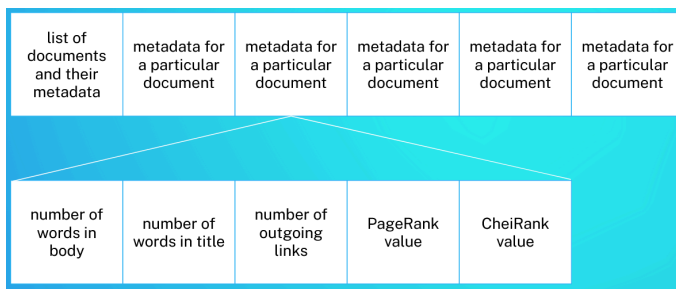 list of
documents
and their
metadata
metadata for
a particular
document
metadata for
a particular
document
metadata for
a particular
document
metadata for
a particular
document
metadata for
a particular
document
number of
words in
body
number of
words in title
number of
outgoing
links
PageRank
value
CheiRank
value